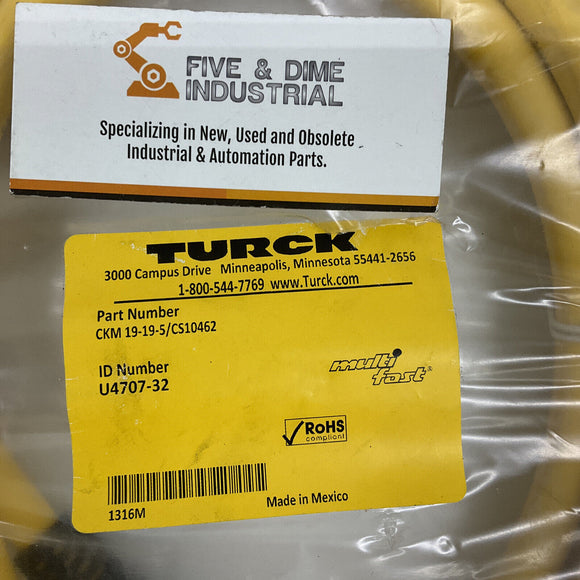 FIVE & DIME
INDUSTRIAL
Specializing in New, Used and Obsolete
Industrial & Automation Parts.
TURCK
3000 Campus Drive Minneapolis, Minnesota 55441-2656
1-800-544-7769 www.Turck.com
Part Number
CKM 19-19-5/CS10462
ID Number
U4707-32
multi
fast®
RoHS
compliant
1316M
Made in Mexico